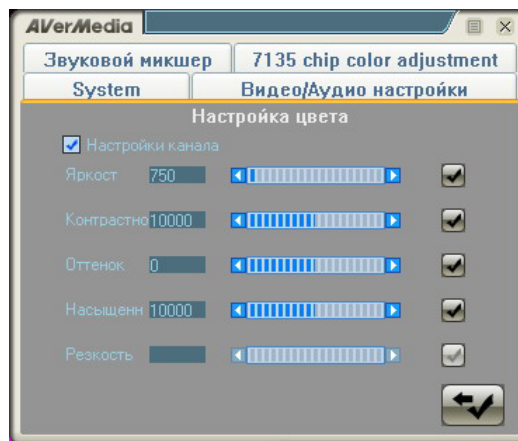 AVerMedia
Звуковой микшер 7135 chip color adjustment
System Видео/Аудио настройки
Настройка цвета
Настройки канала
Яркост 750
Контрастно 10000
Оттенок 0
Насыщенн 10000
Резкость